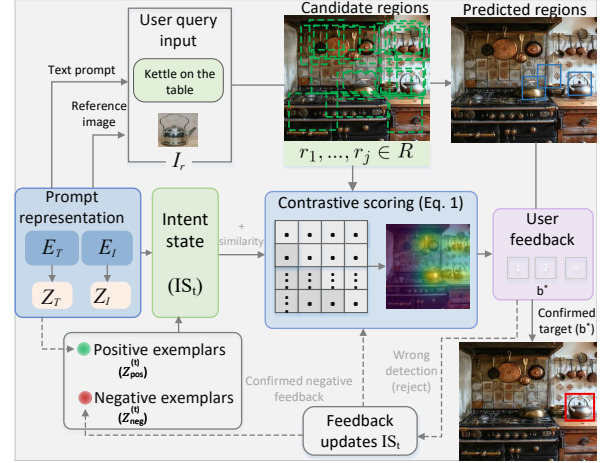 User query
input
Candidate regions
Predicted regions
Text prompt
Kettle on the
table
Reference
image
I_r
r_1, ..., r_j ∈ R
Prompt
representation
E_T
E_I
Z_T
Z_I
Intent
state
(IS_t)
+
similarity
Contrastive scoring (Eq. 1)
User
feedback
1
2
b*
Confirmed
target (b*)
Positive exemplars
(Z_pos^(t))
Negative exemplars
(Z_neg^(t))
Confirmed negative
feedback
Wrong
detection
(reject)
Feedback
updates IS_t